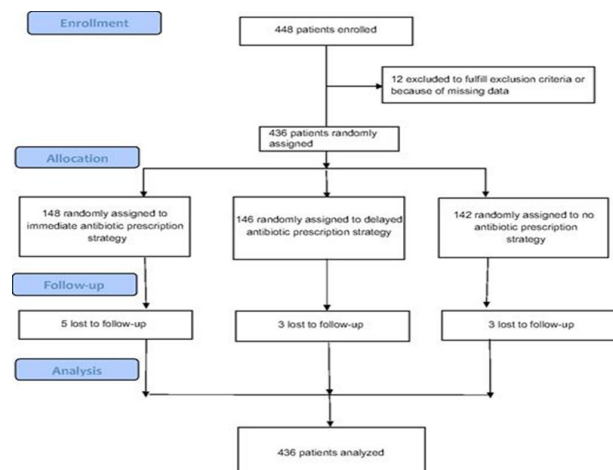 Enrollment
448 patients enrolled
12 excluded to fulfill exclusion criteria or
because of missing data
436 patients randomly
assigned
Allocation
148 randomly assigned to
immediate antibiotic prescription
strategy
146 randomly assigned to delayed
antibiotic prescription strategy
142 randomly assigned to no
antibiotic prescription
strategy
Follow-up
5 lost to follow-up
3 lost to follow-up
3 lost to follow-up
Analysis
436 patients analyzed